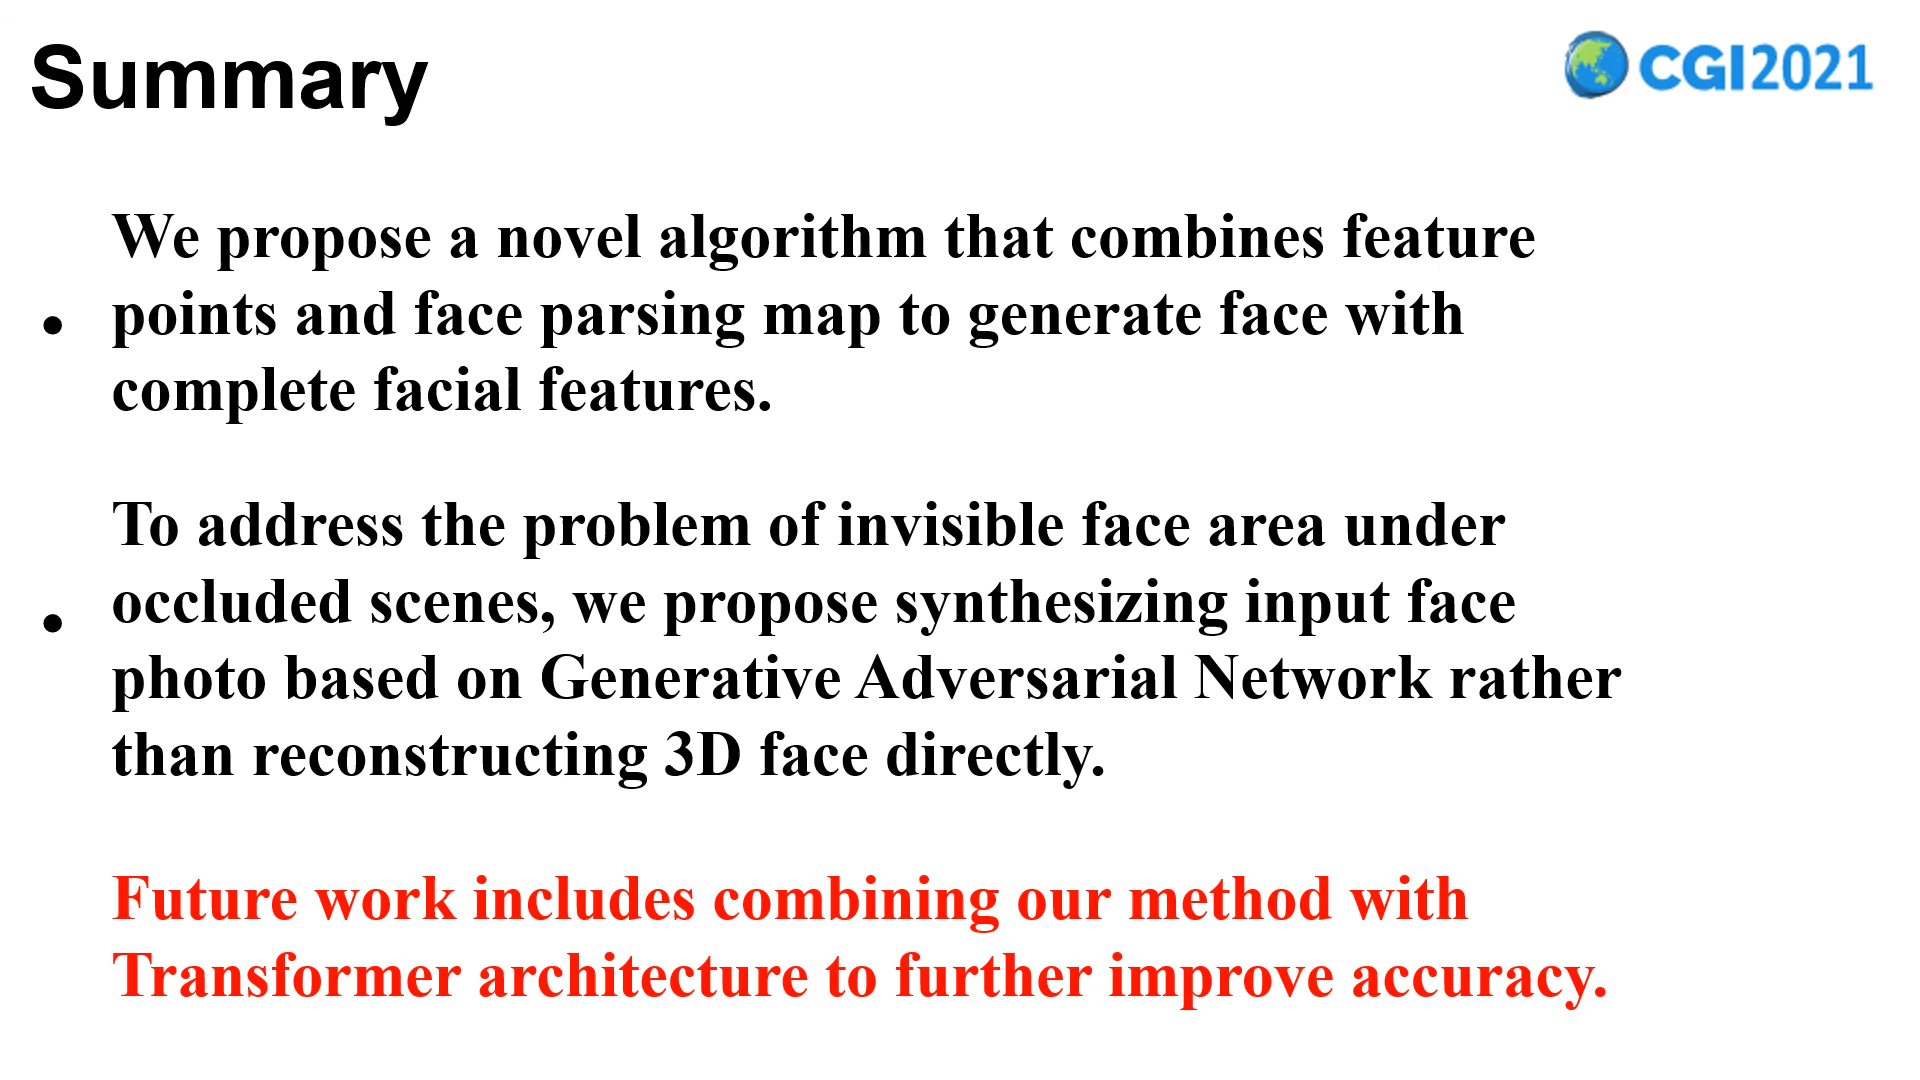 Summary
CGI2021
We propose a novel algorithm that combines feature
• points and face parsing map to generate face with
complete facial features.
To address the problem of invisible face area under
• occluded scenes, we propose synthesizing input face
photo based on Generative Adversarial Network rather
than reconstructing 3D face directly.
Future work includes combining our method with
Transformer architecture to further improve accuracy.